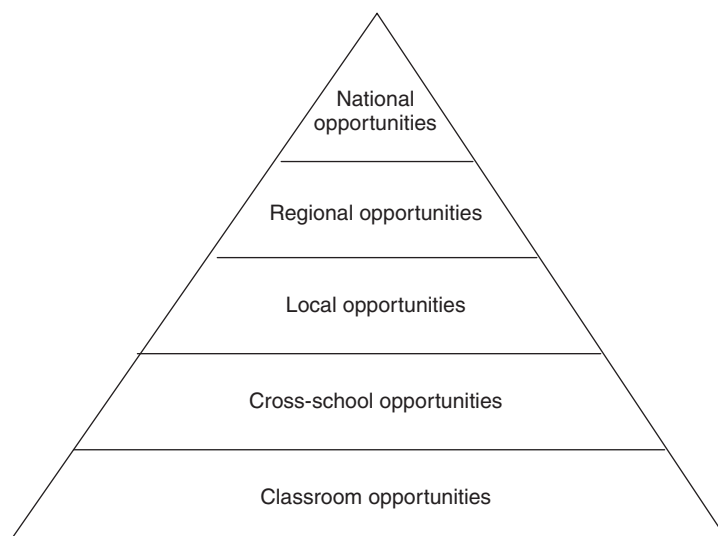 National
opportunities
Regional opportunities
Local opportunities
Cross-school opportunities
Classroom opportunities